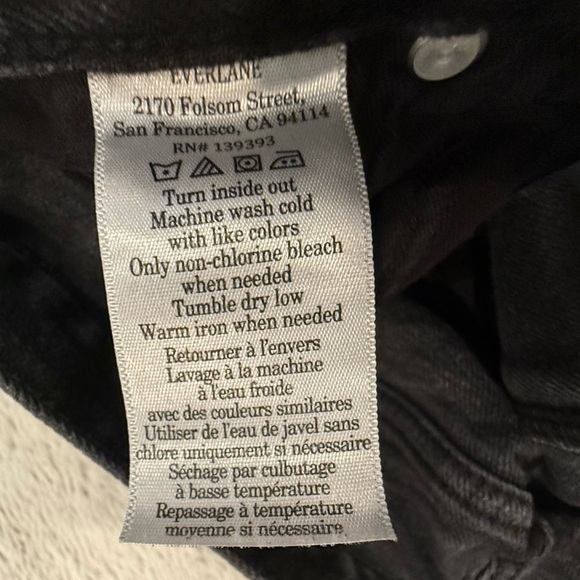 EVERLANE
2170 Folsom Street,
San Francisco, CA 94114
RN# 139393
Turn inside out
Machine wash cold
with like colors
Only non-chlorine bleach
when needed
Tumble dry low
Warm iron when needed
Retourner à l'envers
Lavage à la machine
à l'eau froide
avec des couleurs similaires
Utiliser de l'eau de javel sans
chlore uniquement si nécessaire
Séchage par culbutage
à basse température
Repassage à température
moyenne si nécessaire